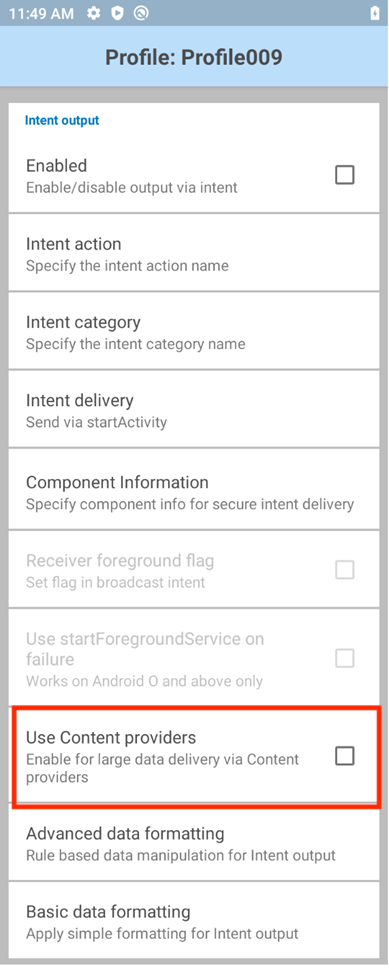 11:49 AM
Profile: Profile009
Intent output
Enabled
Enable/disable output via intent
Intent action
Specify the intent action name
Intent category
Specify the intent category name
Intent delivery
Send via startActivity
Component Information
Specify component info for secure intent delivery
Receiver foreground flag
Set flag in broadcast intent
Use startForegroundService on
failure
Works on Android O and above only
Use Content providers
Enable for large data delivery via Content
providers
Advanced data formatting
Rule based data manipulation for Intent output
Basic data formatting
Apply simple formatting for Intent output